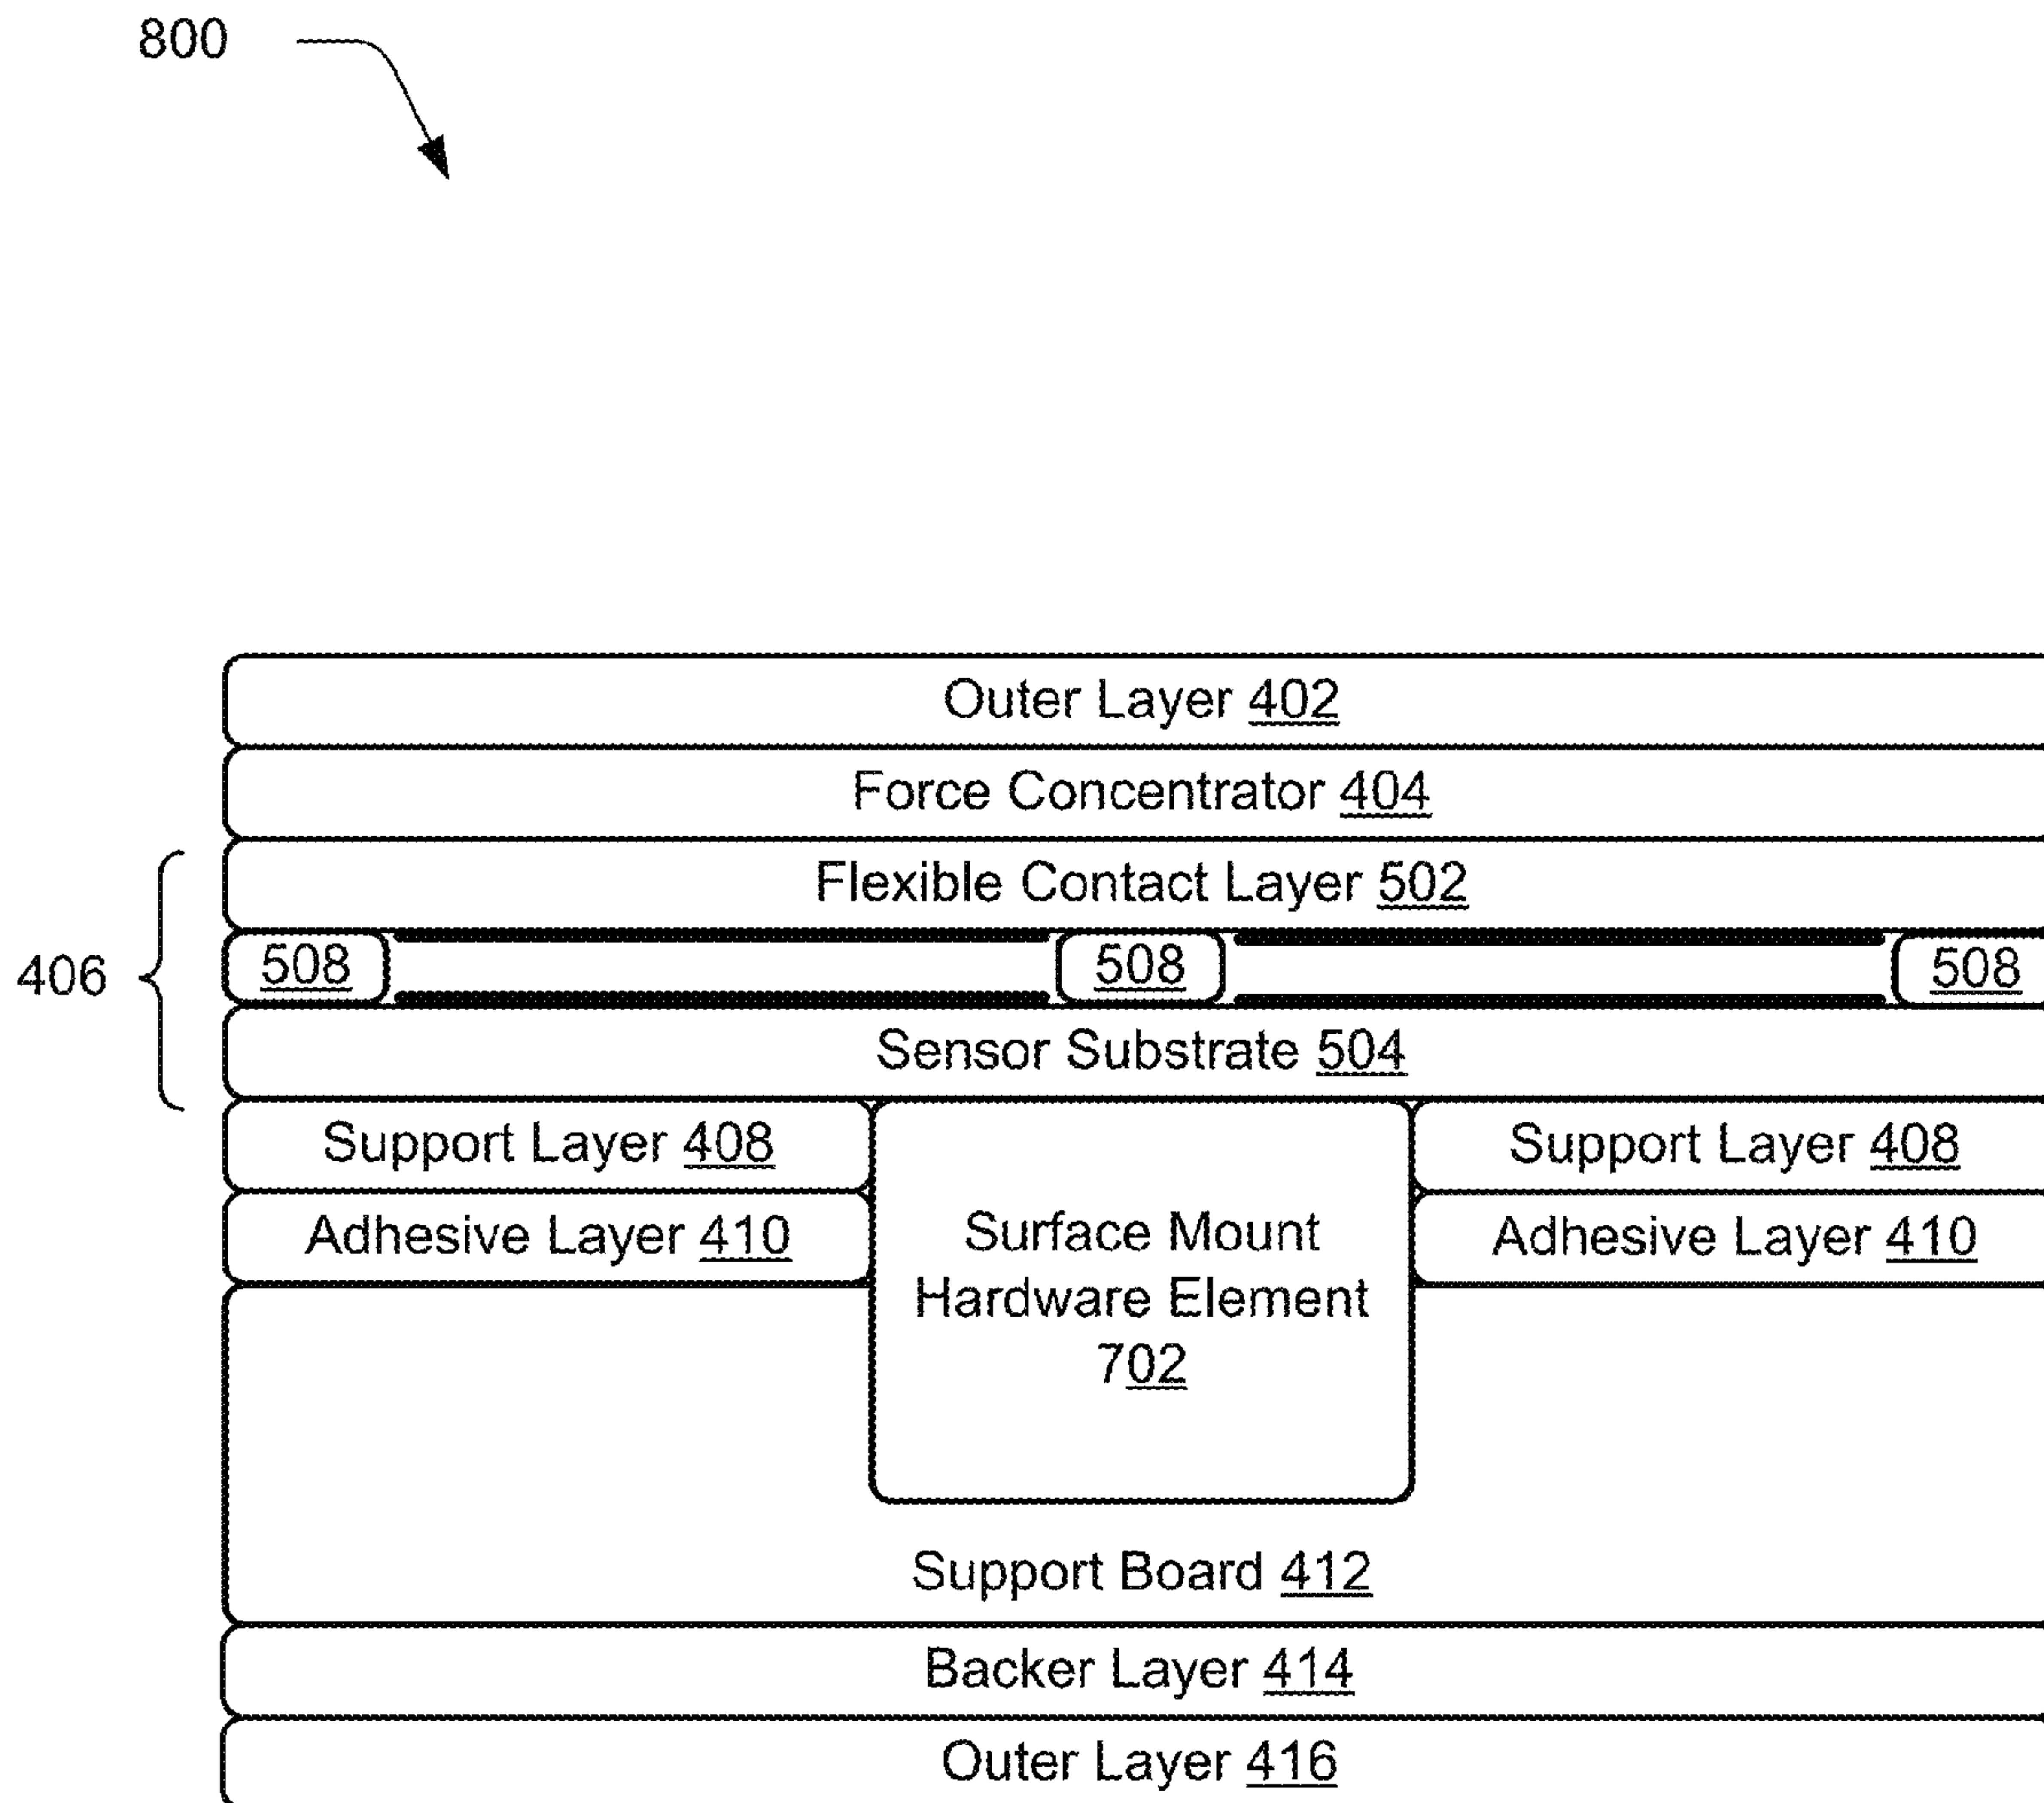 800
Outer Layer 402
Force Concentrator 404
Flexible Contact Layer 502
406
508 508 508
Sensor Substrate 504
Support Layer 408 Support Layer 408
Adhesive Layer 410 Adhesive Layer 410
Surface Mount
Hardware Element
702
Support Board 412
Backer Layer 414
Outer Layer 416